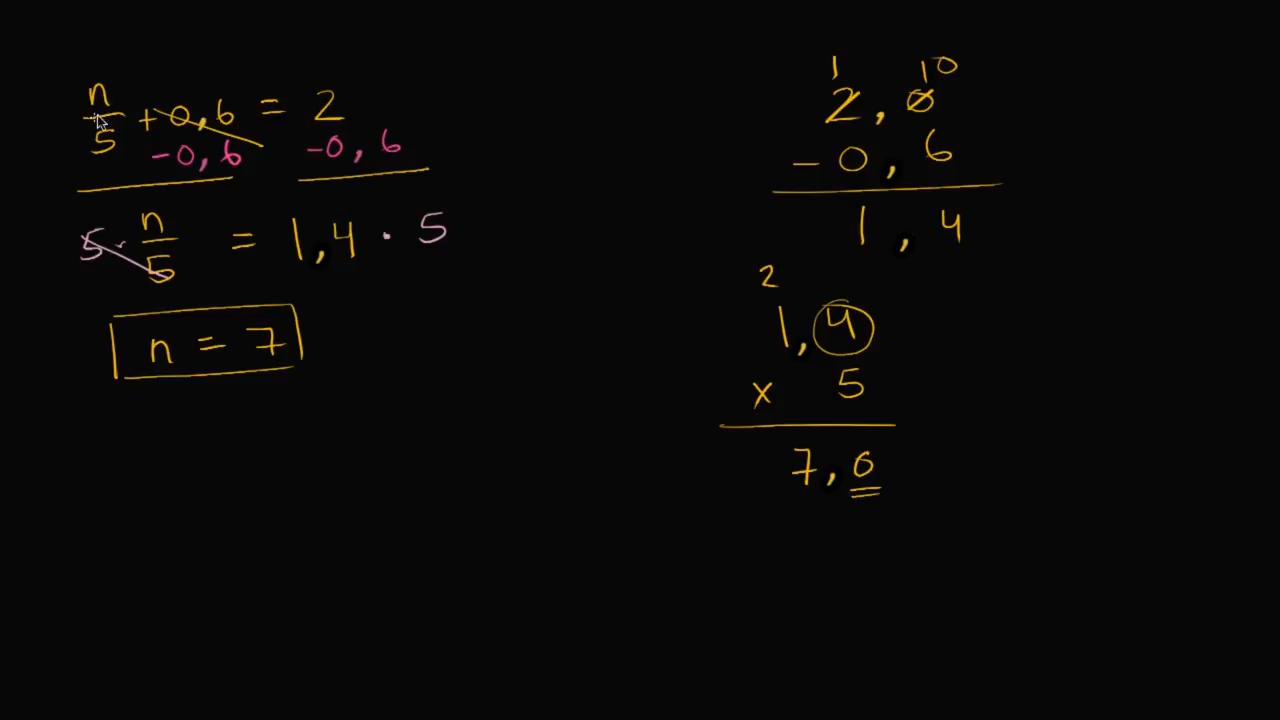 n/5 + 0,6 = 2
-0,6 -0,6
5 · n/5 = 1,4 · 5
n = 7
1 10
2,0
- 0,6
1,4
2
1,4
x 5
7,0